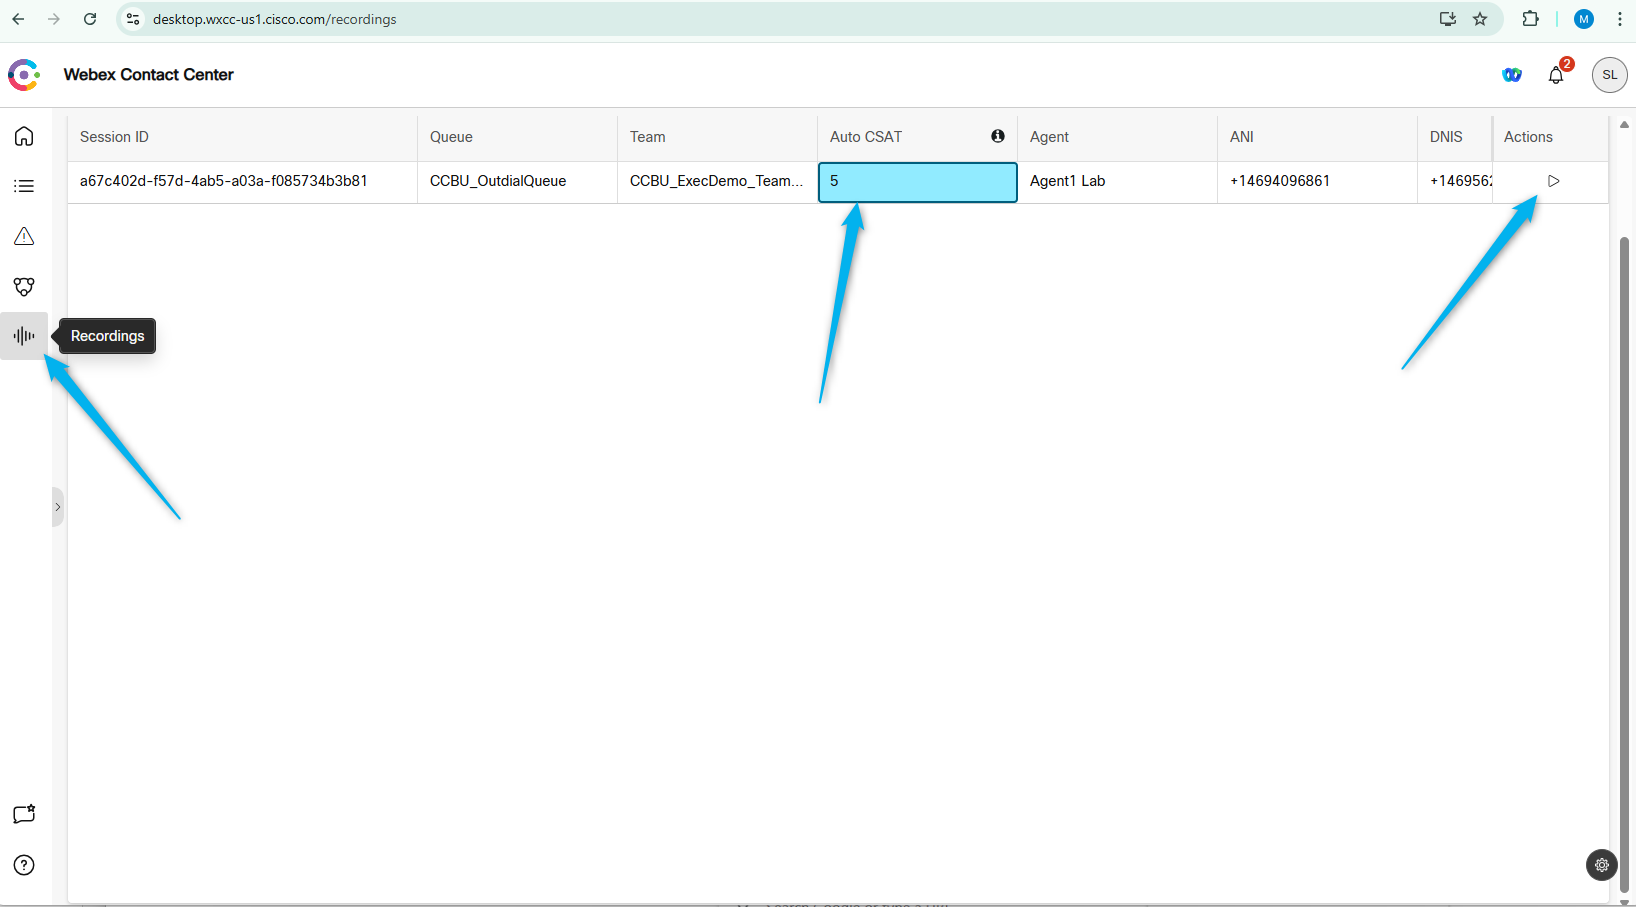 desktop.wxcc-us1.cisco.com/recordings
M
Webex Contact Center
2
SL
Session ID
Queue
Team
Auto CSAT
Agent
ANI
DNIS
Actions
a67c402d-f57d-4ab5-a03a-f085734b3b81
CCBU_OutdialQueue
CCBU_ExecDemo_Team...
5
Agent1 Lab
+14694096861
+146956
Recordings